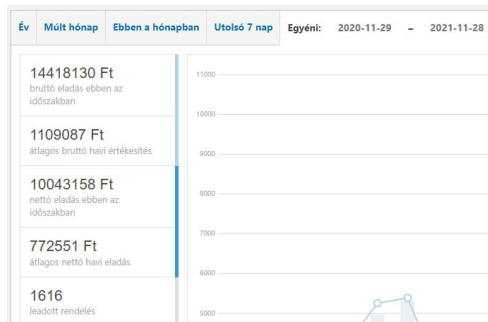 Év Múlt hónap Ebben a hónapban Utolsó 7 nap Egyéni: 2020-11-29 – 2021-11-28
14418130 Ft
bruttó eladás ebben az
időszakban
1109087 Ft
átlagos bruttó havi értékesítés
10043158 Ft
nettó eladás ebben az
időszakban
772551 Ft
átlagos nettó havi eladás
1616
leadott rendelés
11000
10000
9000
8000
7000
6000
5000